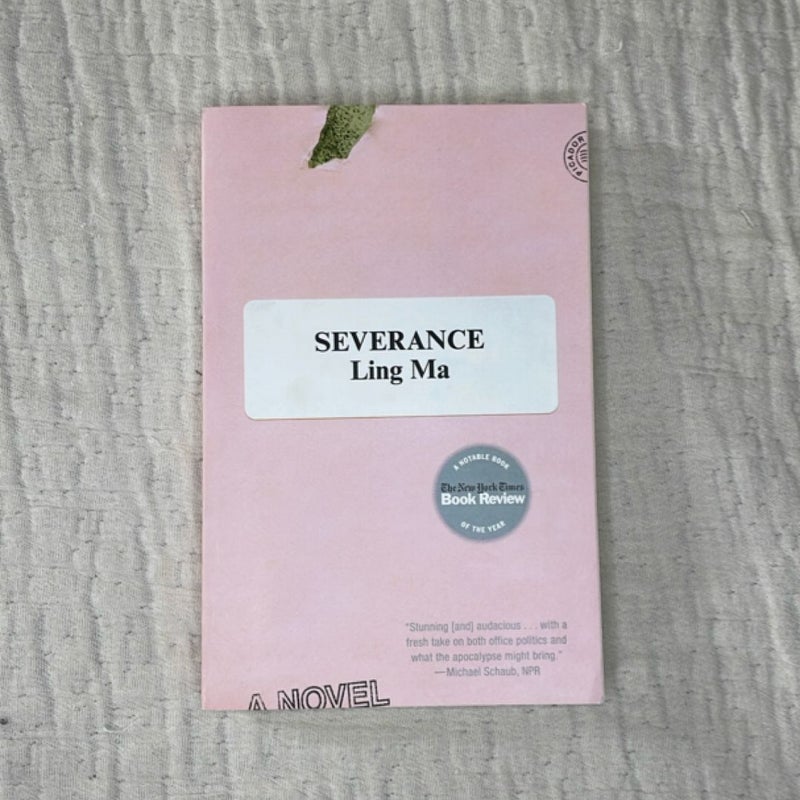 PICADOR
SEVERANCE
Ling Ma
A NOTABLE BOOK
The New York Times
Book Review
OF THE YEAR
"Stunning [and] audacious . . . with a
fresh take on both office politics and
what the apocalypse might bring."
—Michael Schaub, NPR
A NOVEL